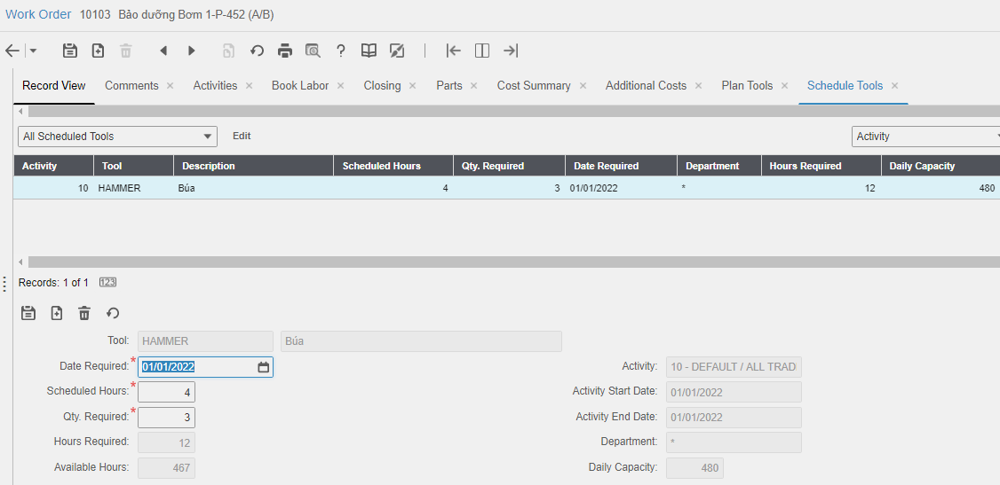 Work Order 10103 Bảo dưỡng Bơm 1-P-452 (A/B)
Record View Comments × Activities × Book Labor × Closing × Parts × Cost Summary × Additional Costs × Plan Tools × Schedule Tools ×
All Scheduled Tools Edit Activity
Activity Tool Description Scheduled Hours Qty. Required Date Required Department Hours Required Daily Capacity
10 HAMMER Búa 4 3 01/01/2022 * 12 480
Records: 1 of 1 123
Tool: HAMMER Búa
Date Required: * 01/01/2022 Activity: 10 - DEFAULT / ALL TRAD
Scheduled Hours: * 4 Activity Start Date: 01/01/2022
Qty. Required: * 3 Activity End Date: 01/01/2022
Hours Required: 12 Department: *
Available Hours: 467 Daily Capacity: 480